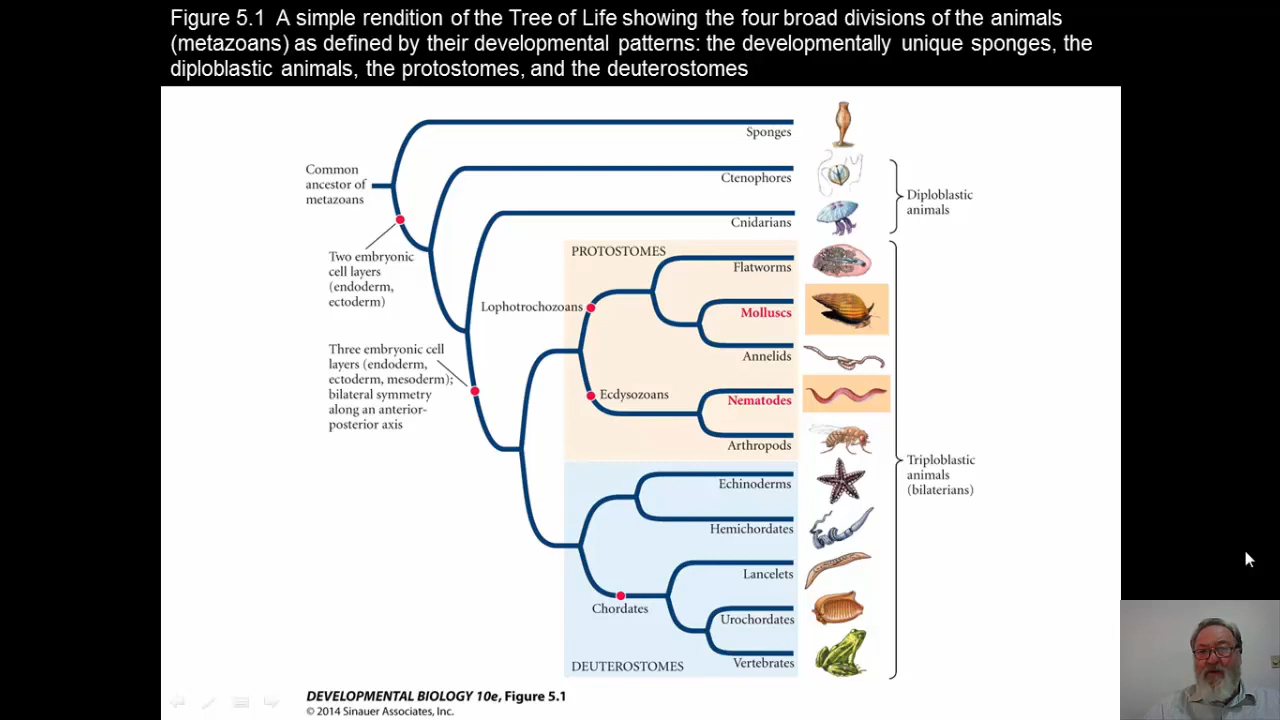 Figure 5.1  A simple rendition of the Tree of Life showing the four broad divisions of the animals
(metazoans) as defined by their developmental patterns: the developmentally unique sponges, the
diploblastic animals, the protostomes, and the deuterostomes
Sponges
Common
ancestor of
metazoans
Ctenophores
Diploblastic
animals
Cnidarians
Two embryonic
cell layers
(endoderm,
ectoderm)
PROTOSTOMES
Flatworms
Lophotrochozoans
Molluscs
Three embryonic cell
layers (endoderm,
ectoderm, mesoderm);
bilateral symmetry
along an anterior-
posterior axis
Annelids
Ecdysozoans
Nematodes
Arthropods
Triploblastic
animals
(bilaterians)
Echinoderms
Hemichordates
Lancelets
Chordates
Urochordates
Vertebrates
DEUTEROSTOMES
DEVELOPMENTAL BIOLOGY 10e, Figure 5.1
© 2014 Sinauer Associates, Inc.